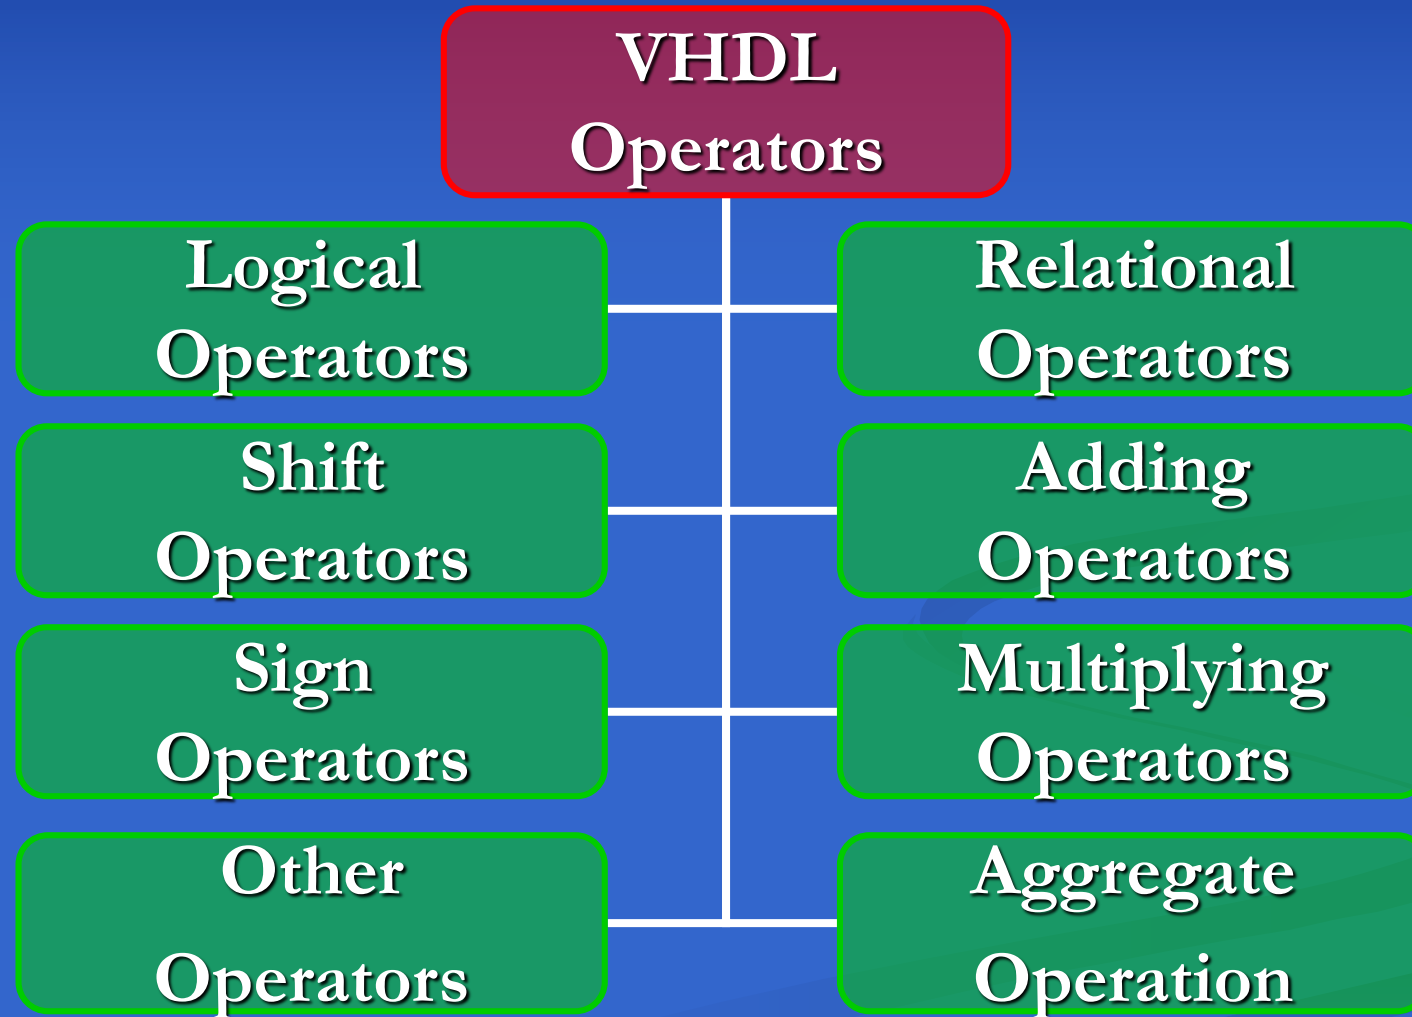 VHDL
Operators
Logical
Operators
Relational
Operators
Shift
Operators
Adding
Operators
Sign
Operators
Multiplying
Operators
Other
Operators
Aggregate
Operation